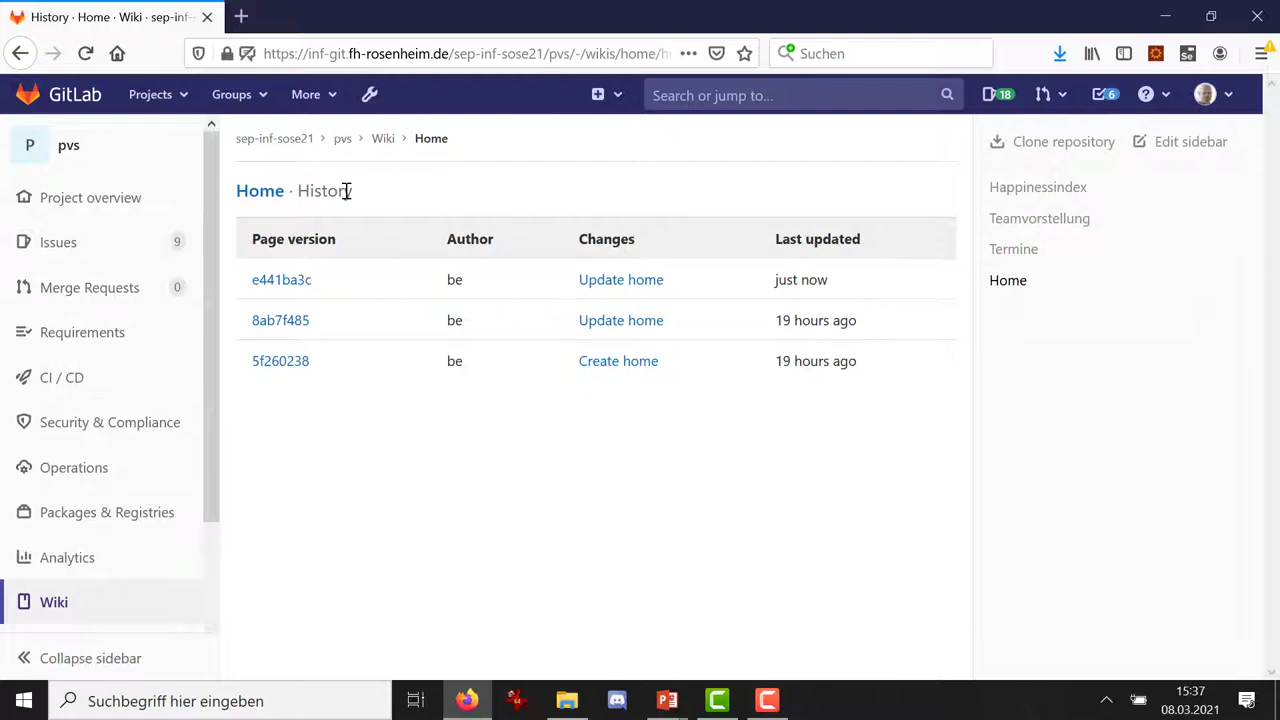 History · Home · Wiki · sep-inf-
https://inf-git.fh-rosenheim.de/sep-inf-sose21/pvs/-/wikis/home/h
Suchen
GitLab
Projects
Groups
More
Search or jump to...
18
6
P
pvs
sep-inf-sose21 > pvs > Wiki > Home
Clone repository
Edit sidebar
Project overview
Home · History
Happinessindex
Teamvorstellung
Termine
Home
Issues
9
Merge Requests
0
Requirements
CI / CD
Security & Compliance
Operations
Packages & Registries
Analytics
Wiki
Collapse sidebar
Page version Author Changes Last updated
e441ba3c be Update home just now
8ab7f485 be Update home 19 hours ago
5f260238 be Create home 19 hours ago
Suchbegriff hier eingeben
15:37
08.03.2021